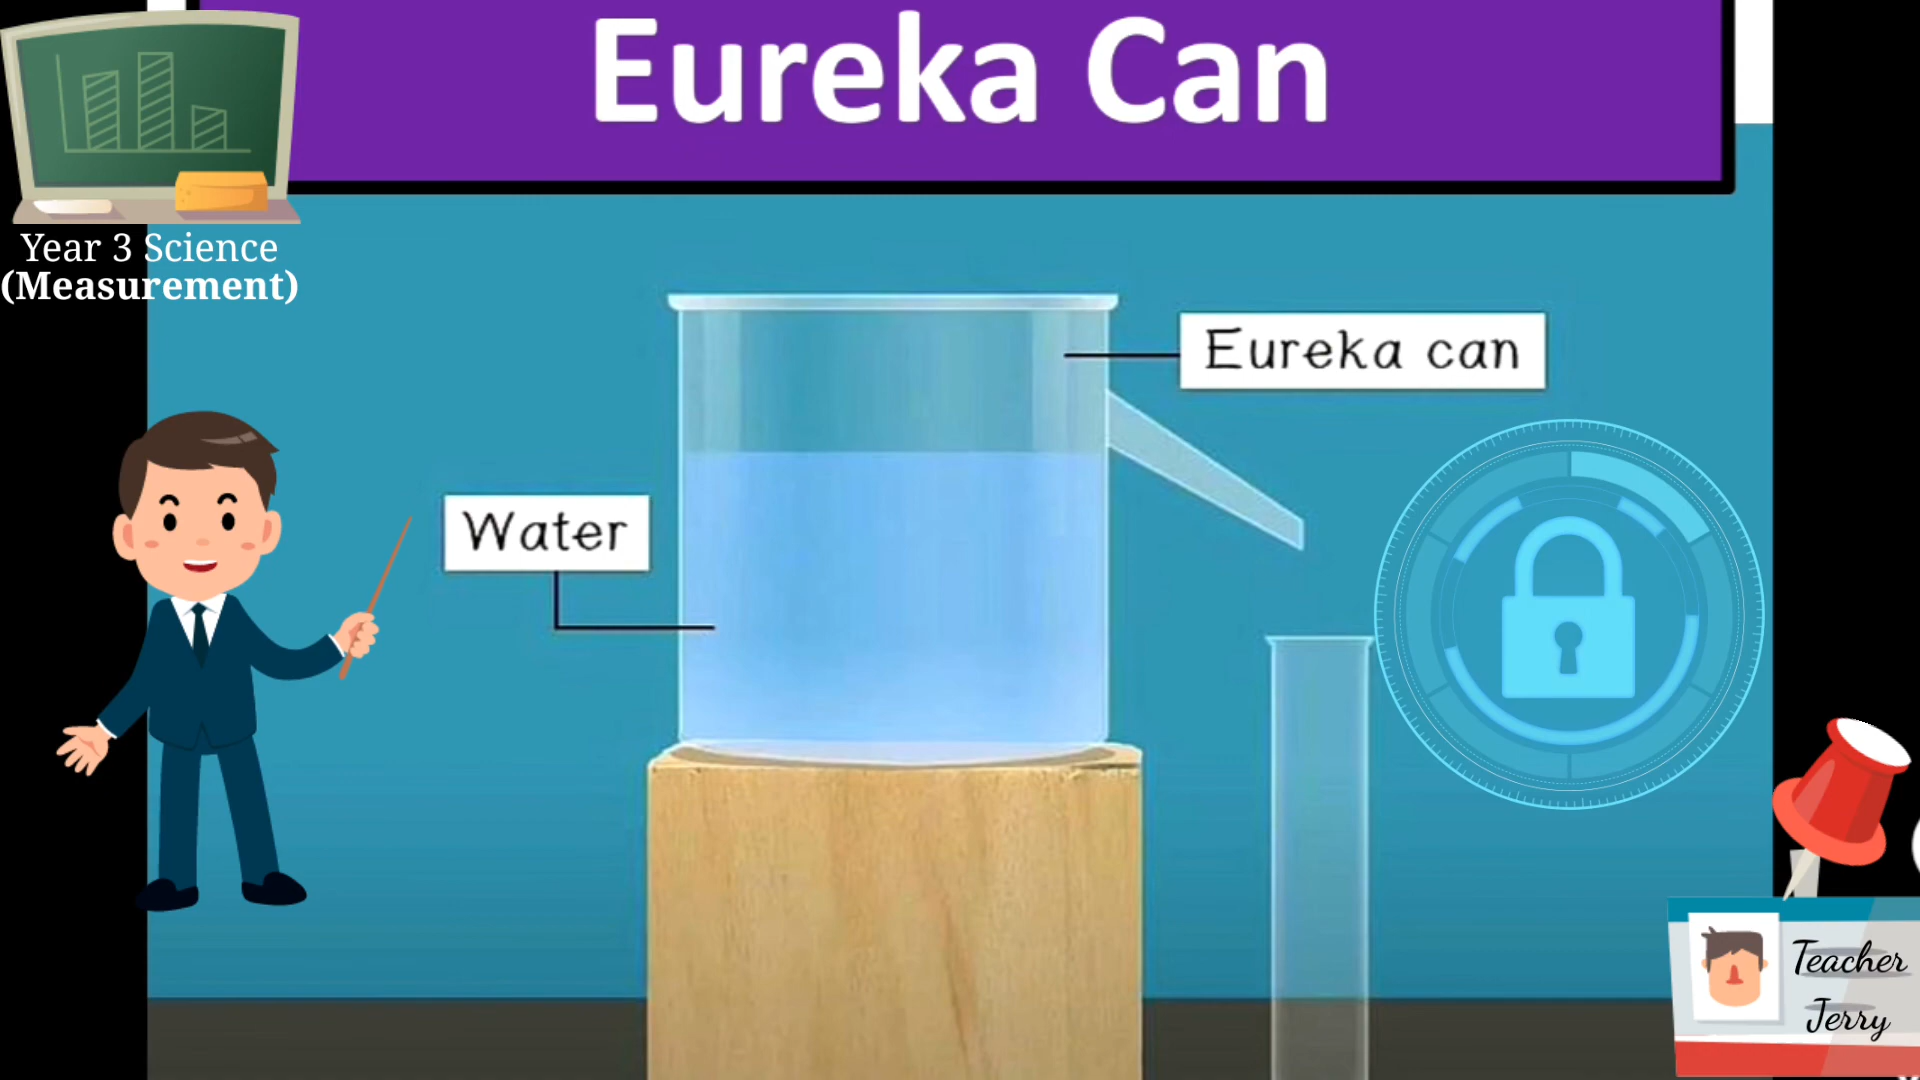 Eureka Can
Year 3 Science
(Measurement)
Eureka can
Water
Teacher
Jerry